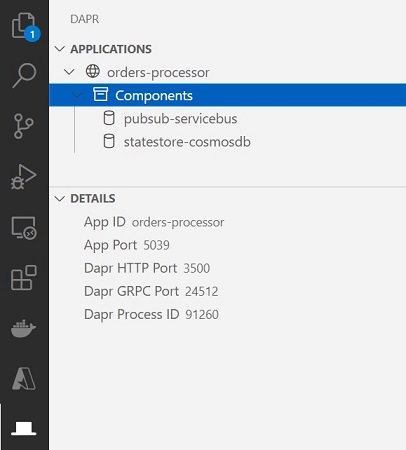 DAPR
APPLICATIONS
orders-processor
Components
pubsub-servicebus
statestore-cosmosdb
DETAILS
App ID orders-processor
App Port 5039
Dapr HTTP Port 3500
Dapr GRPC Port 24512
Dapr Process ID 91260
1